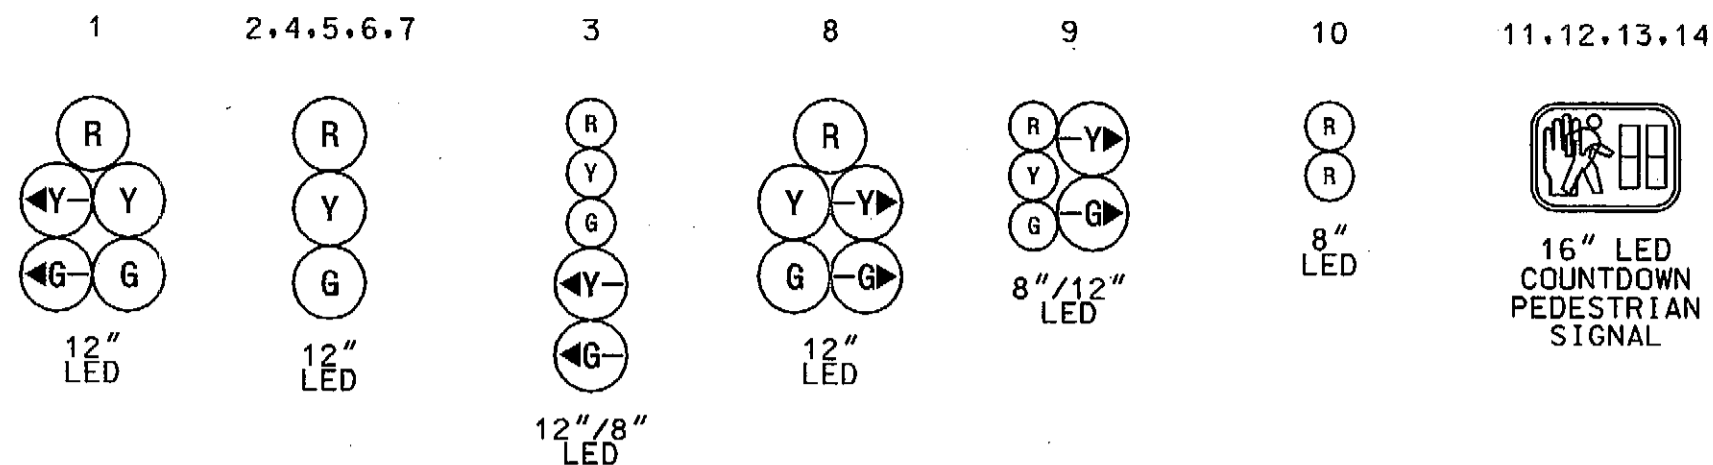 1
2,4,5,6,7
3
8
9
10
11,12,13,14
R
Y Y
G G
12"
LED
R
Y
G
12"
LED
R
Y
G
Y
G
12"/8"
LED
R
Y Y
G G
12"
LED
R Y
Y
G G
8"/12"
LED
R
R
8"
LED
16" LED
COUNTDOWN
PEDESTRIAN
SIGNAL